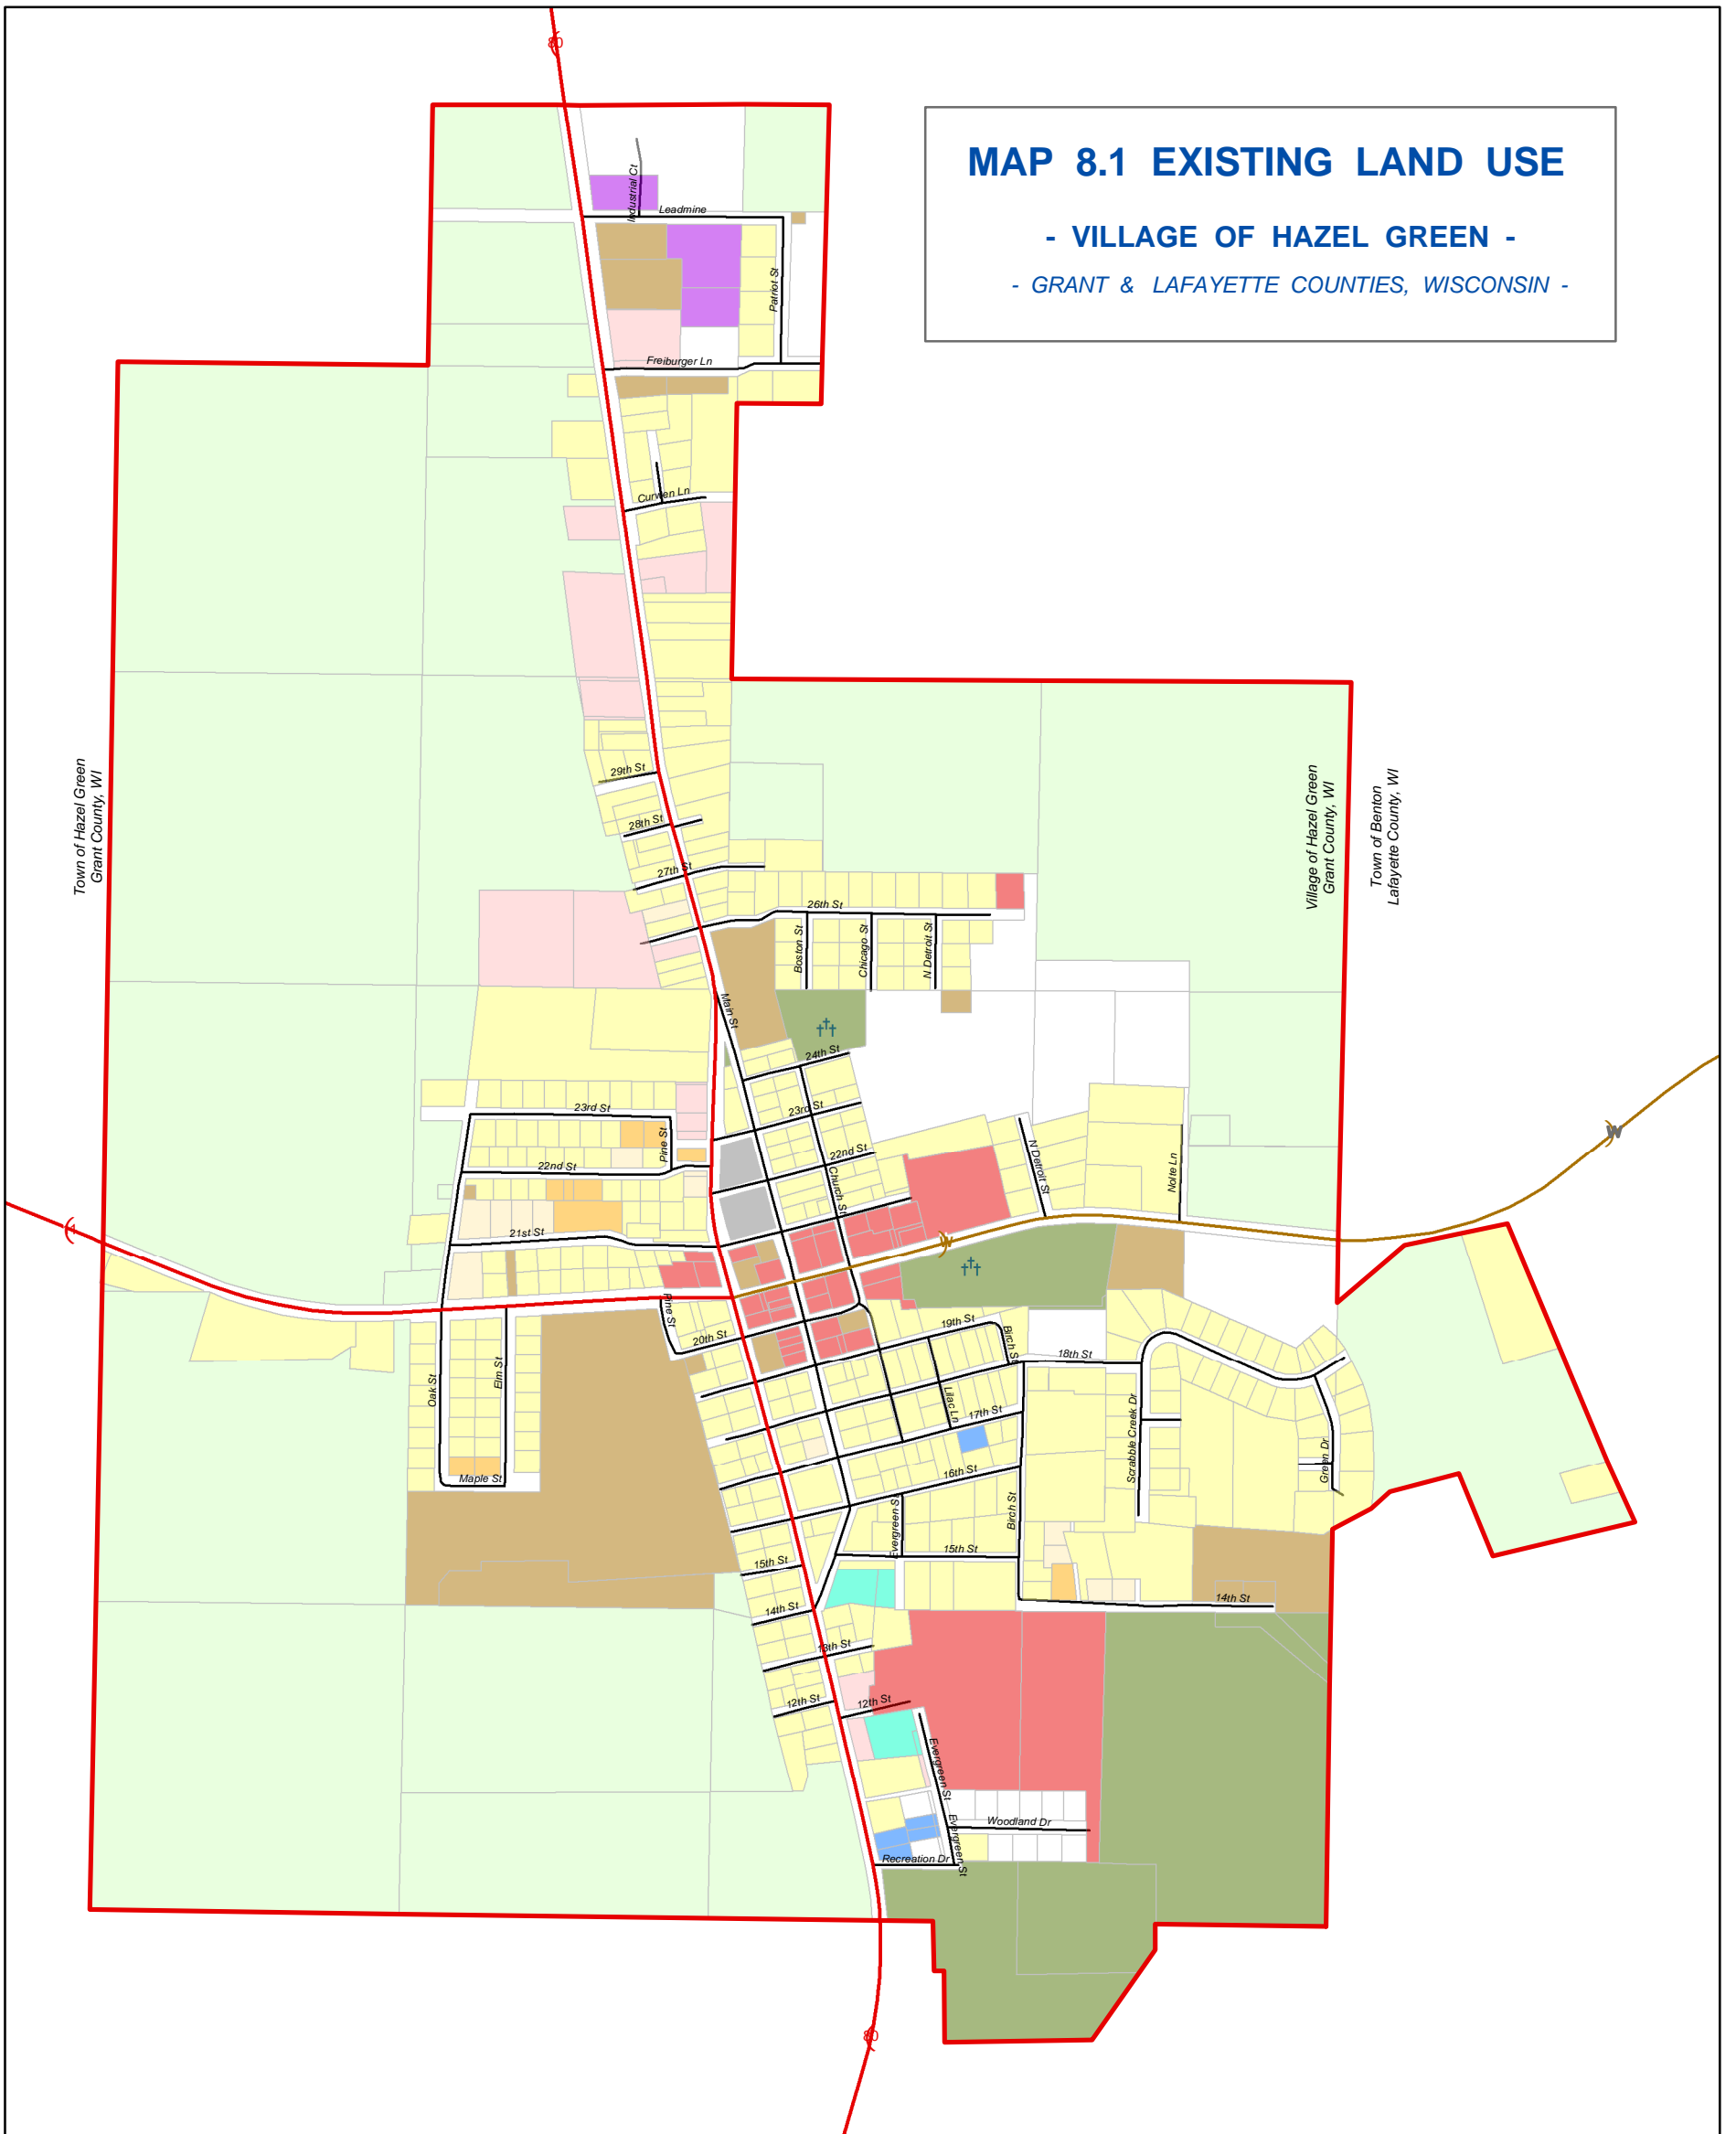 80
MAP 8.1 EXISTING LAND USE
- VILLAGE OF HAZEL GREEN -
- GRANT & LAFAYETTE COUNTIES, WISCONSIN -
Industrial Ct
Leadmine
Patriot St
Freiburger Ln
Curwen Ln
Town of Hazel Green
Grant County, WI
Village of Hazel Green
Grant County, WI
Town of Benton
Lafayette County, WI
29th St
28th St
27th St
26th St
Boston St
Chicago St
N Detroit St
Main St
24th St
23rd St
23rd St
Pine St
22nd St
22nd St
Church St
N Detroit St
Nolte Ln
W
21st St
W
Pine St
20th St
19th St
Birch St
18th St
Oak St
Elm St
Lilac Ln
17th St
Scrabble Creek Dr
Green Dr
Maple St
16th St
Evergreen St
Birch St
15th St
15th St
14th St
14th St
13th St
12th St
12th St
Evergreen St
Woodland Dr
Evergreen St
Recreation Dr
80